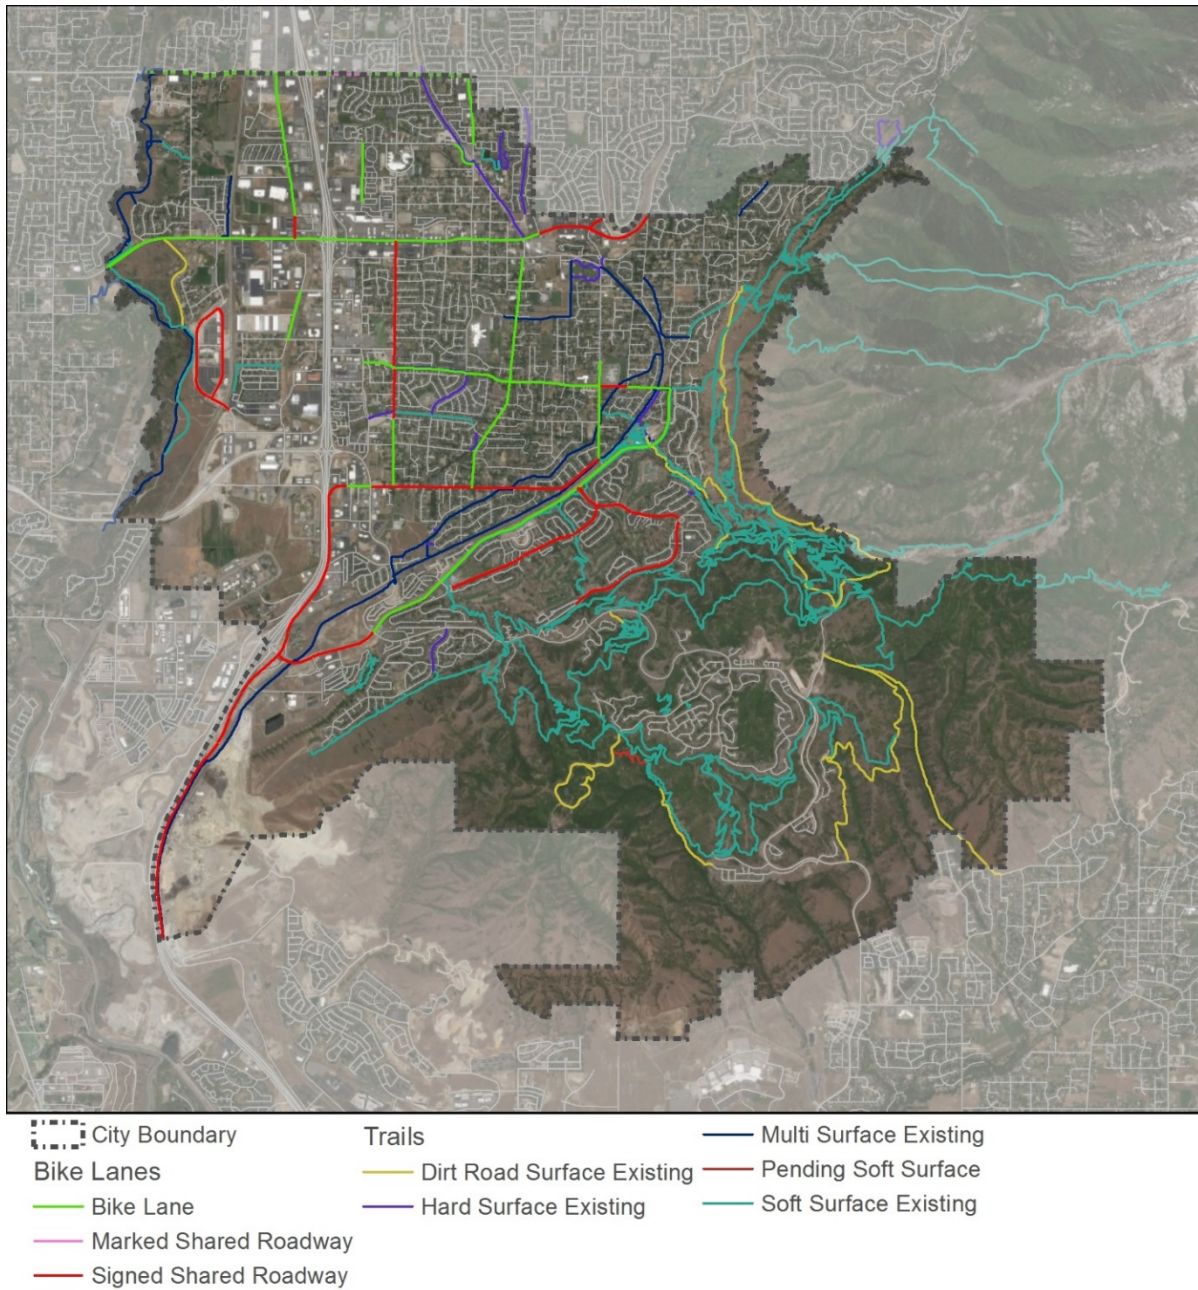 City Boundary
Bike Lanes
Bike Lane
Marked Shared Roadway
Signed Shared Roadway
Trails
Dirt Road Surface Existing
Hard Surface Existing
Multi Surface Existing
Pending Soft Surface
Soft Surface Existing